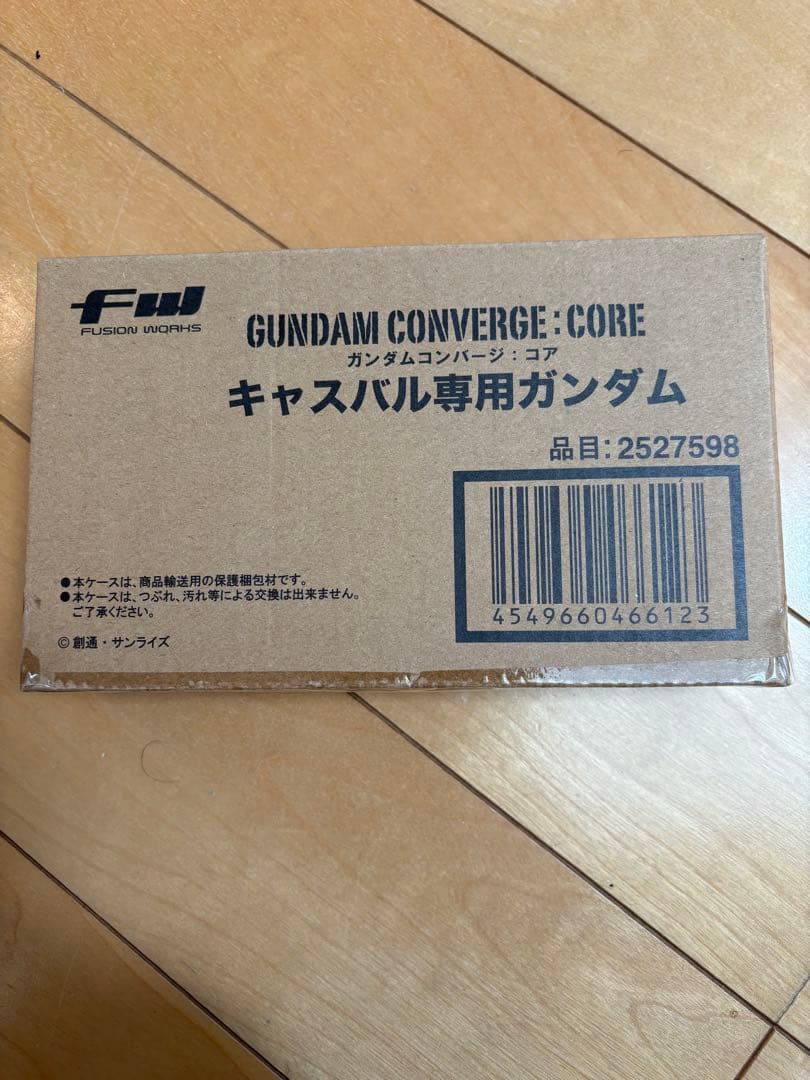 FW
FUSION WORKS
GUNDAM CONVERGE:CORE
ガンダムコンバージ:コア
キャスバル専用ガンダム
品目:2527598
4549660466123
●本ケースは、商品輸送用の保護梱包材です。
●本ケースは、つぶれ、汚れ等による交換は出来ません。
ご了承ください。
©創通・サンライズ